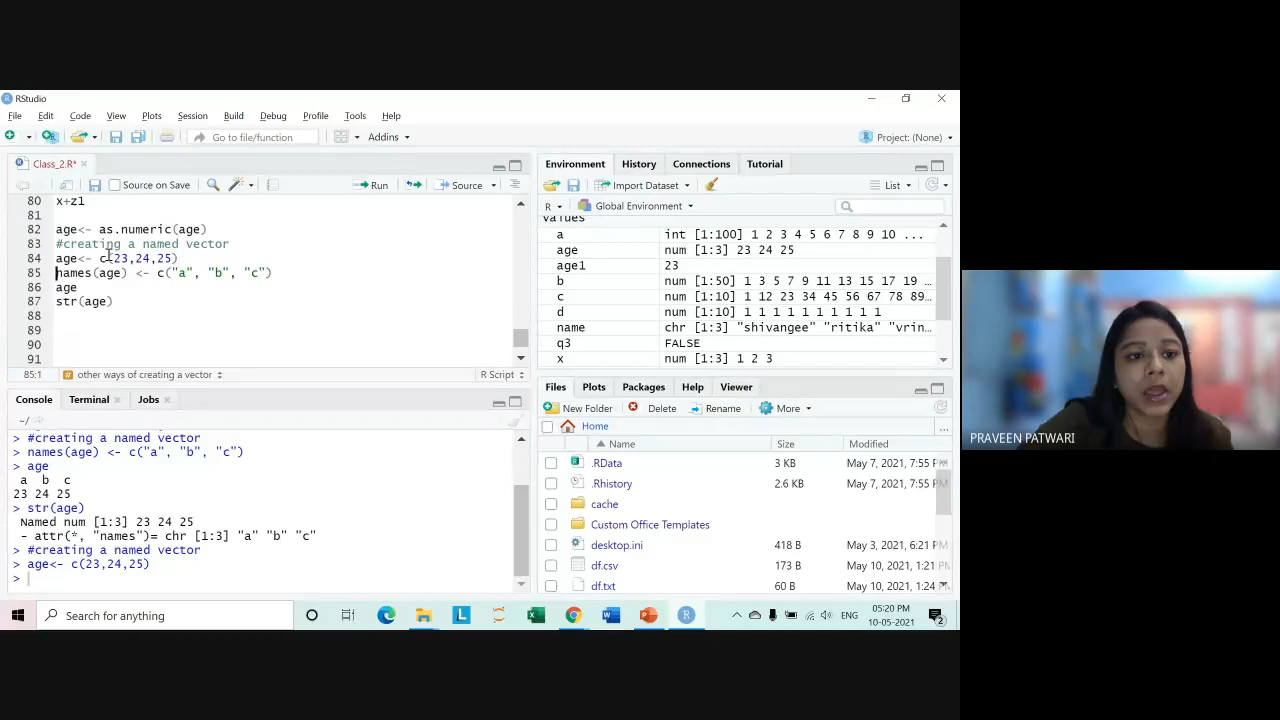 RStudio
File Edit Code View Plots Session Build Debug Profile Tools Help
Go to file/function Addins Project: (None)
Class_2.R*
Source on Save Run Source
80 x+z1
81
82 age<- as.numeric(age)
83 #creating a named vector
84 age<- c(23,24,25)
85 names(age) <- c("a", "b", "c")
86 age
87 str(age)
88
89
90
91
85:1 # other ways of creating a vector R Script
Console Terminal Jobs
~/
> #creating a named vector
> names(age) <- c("a", "b", "c")
> age
a b c
23 24 25
> str(age)
Named num [1:3] 23 24 25
- attr(*, "names")= chr [1:3] "a" "b" "c"
> #creating a named vector
> age<- c(23,24,25)
>
Environment History Connections Tutorial
Import Dataset List
R Global Environment
values
a int [1:100] 1 2 3 4 5 6 7 8 9 10 ...
age num [1:3] 23 24 25
age1 23
b num [1:50] 1 3 5 7 9 11 13 15 17 19 …
c num [1:10] 1 12 23 34 45 56 67 78 89…
d num [1:10] 1 1 1 1 1 1 1 1 1 1
name chr [1:3] "shivangee" "ritika" "vrin…
q3 FALSE
x num [1:3] 1 2 3
Files Plots Packages Help Viewer
New Folder Delete Rename More
Home ...
Name Size Modified
.RData 3 KB May 7, 2021, 7:55 P
.Rhistory 2.6 KB May 7, 2021, 7:55 P
cache
Custom Office Templates
desktop.ini 418 B May 3, 2021, 6:21 P
df.csv 173 B May 10, 2021, 1:21
df.txt 60 B May 10, 2021, 1:24
Search for anything
ENG
05:20 PM
10-05-2021
2
PRAVEEN PATWARI